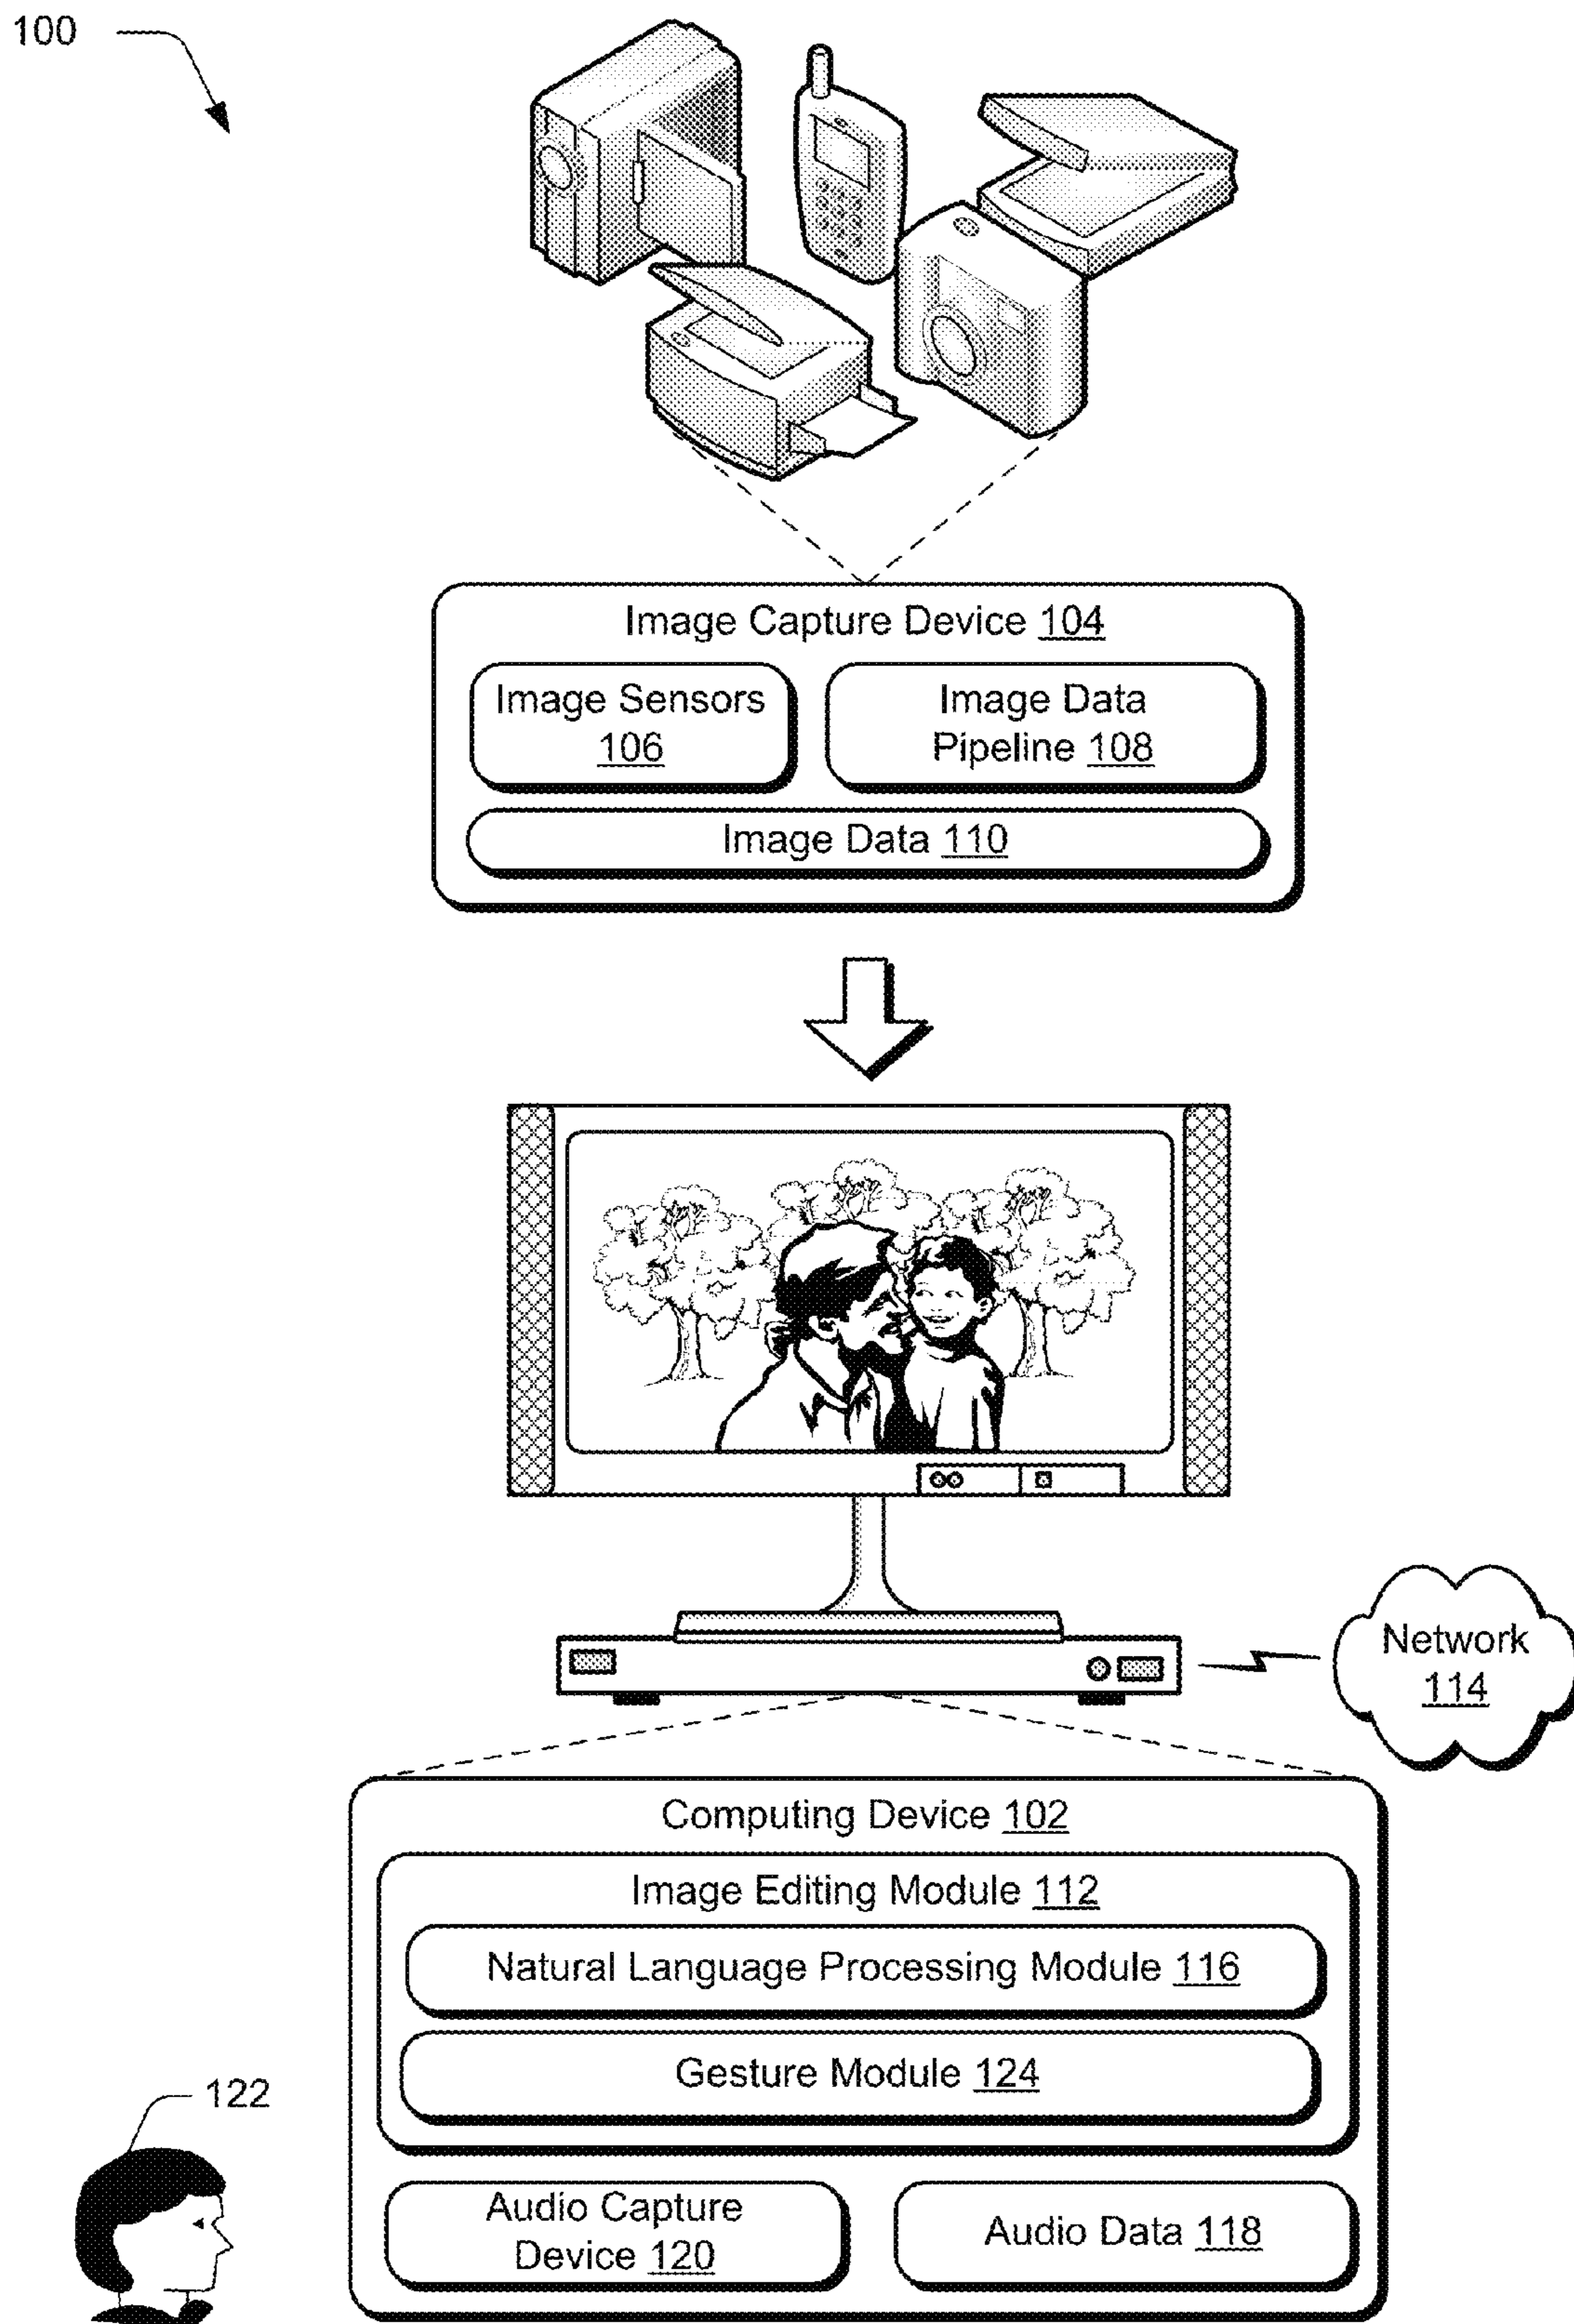 100
Image Capture Device 104
Image Sensors
106
Image Data
Pipeline 108
Image Data 110
Network
114
Computing Device 102
Image Editing Module 112
Natural Language Processing Module 116
Gesture Module 124
122
Audio Capture
Device 120
Audio Data 118